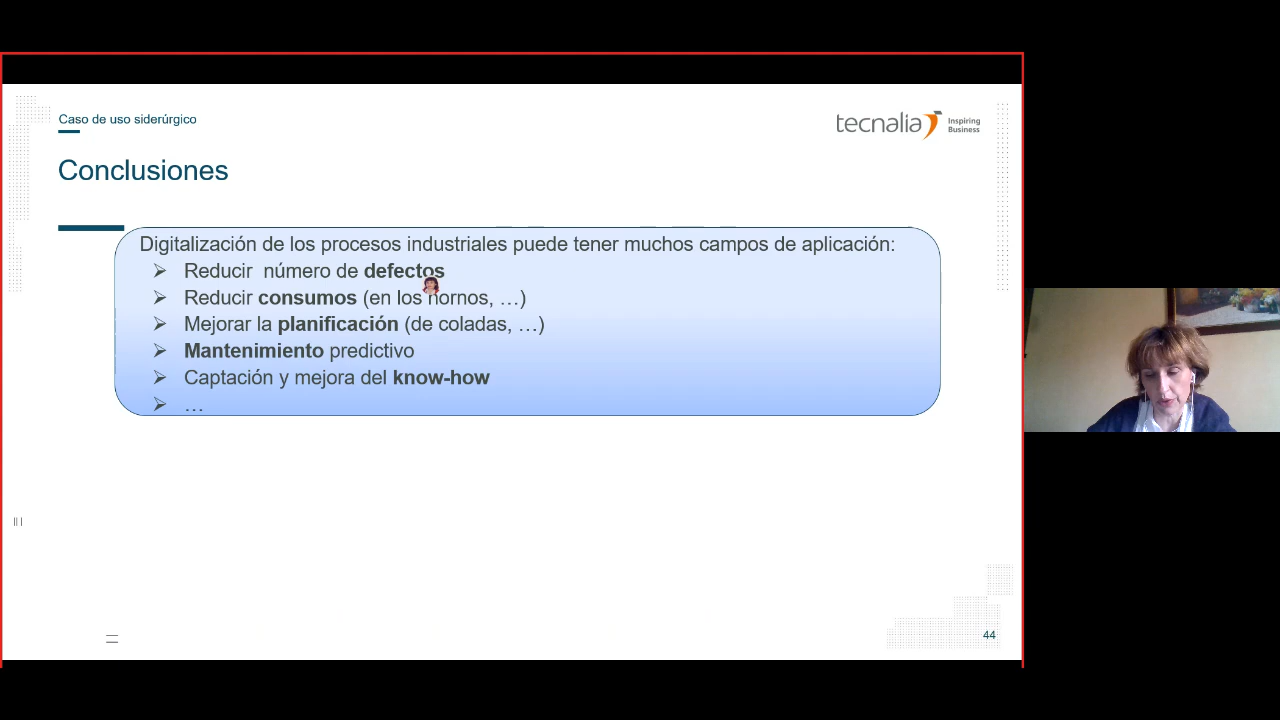 Caso de uso siderúrgico
tecnalia Inspiring
Business
Conclusiones
Digitalización de los procesos industriales puede tener muchos campos de aplicación:
Reducir número de defectos
Reducir consumos (en los hornos, …)
Mejorar la planificación (de coladas, …)
Mantenimiento predictivo
Captación y mejora del know-how
…
44